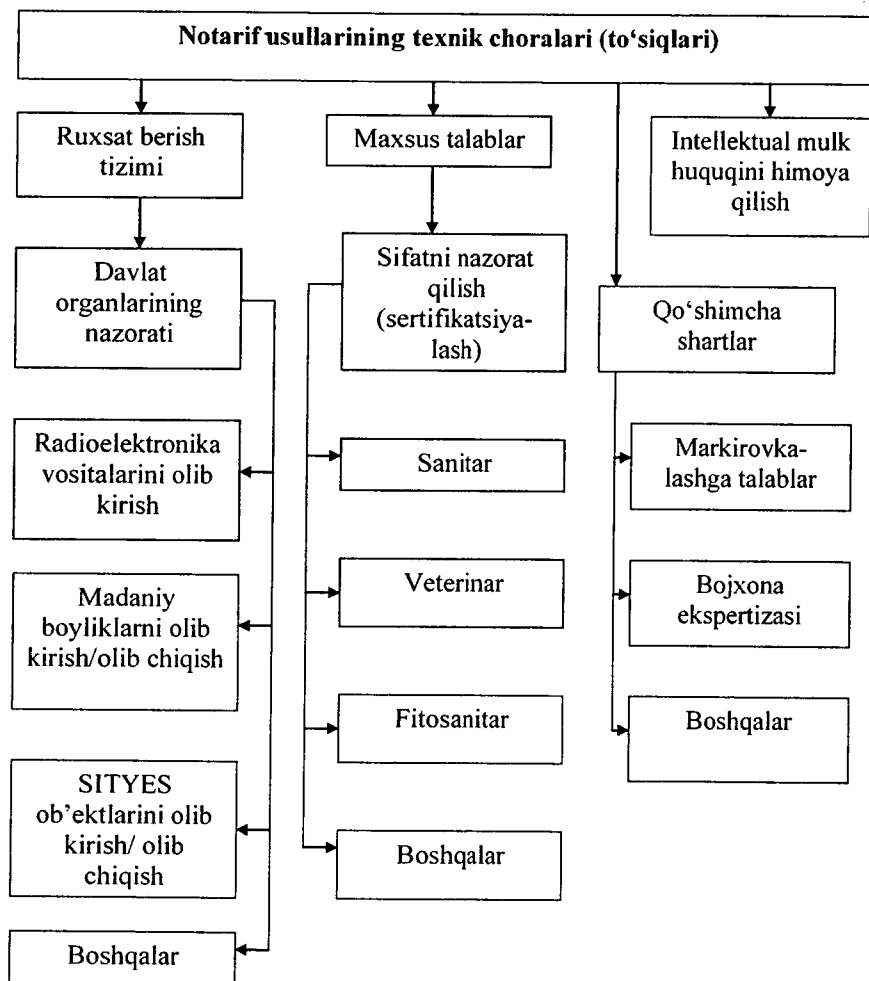 Notarif usullarining texnik choralari (to‘siqlari)
Ruxsat berish
tizimi
Maxsus talablar
Intellektual mulk
huquqini himoya
qilish
Davlat
organlarining
nazorati
Sifatni nazorat
qilish
(sertifikatsiya-
lash)
Qo‘shimcha
shartlar
Radioelektronika
vositalarini olib
kirish
Sanitar
Markirovka-
lashga talablar
Madaniy
boyliklarni olib
kirish/olib chiqish
Veterinar
Bojxona
ekspertizasi
Fitosanitar
Boshqalar
SITYES
ob’ektlarini olib
kirish/ olib
chiqish
Boshqalar
Boshqalar